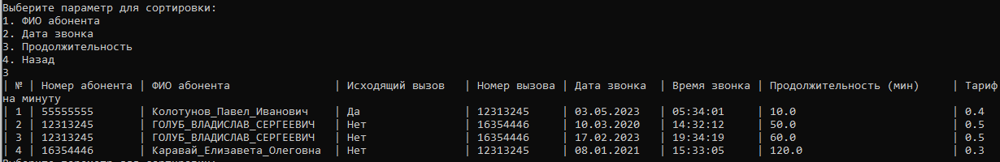 Выберите параметр для сортировки:
1. ФИО абонента
2. Дата звонка
3. Продолжительность
4. Назад
3
| № | Номер абонента | ФИО абонента | Исходящий вызов | Номер вызова | Дата звонка | Время звонка | Продолжительность (мин) | Тариф
на минуту
| 1 | 55555555 | Колотунов_Павел_Иванович | Да | 12313245 | 03.05.2023 | 05:34:01 | 10.0 | 0.4
| 2 | 12313245 | ГОЛУБ_ВЛАДИСЛАВ_СЕРГЕЕВИЧ | Нет | 16354446 | 10.03.2020 | 14:32:12 | 50.0 | 0.5
| 3 | 12313245 | ГОЛУБ_ВЛАДИСЛАВ_СЕРГЕЕВИЧ | Нет | 16354446 | 17.02.2023 | 19:34:19 | 60.0 | 0.5
| 4 | 16354446 | Каравай_Елизавета_Олеговна | Нет | 12313245 | 08.01.2021 | 15:33:05 | 120.0 | 0.3
Выберите параметр для сортировки: